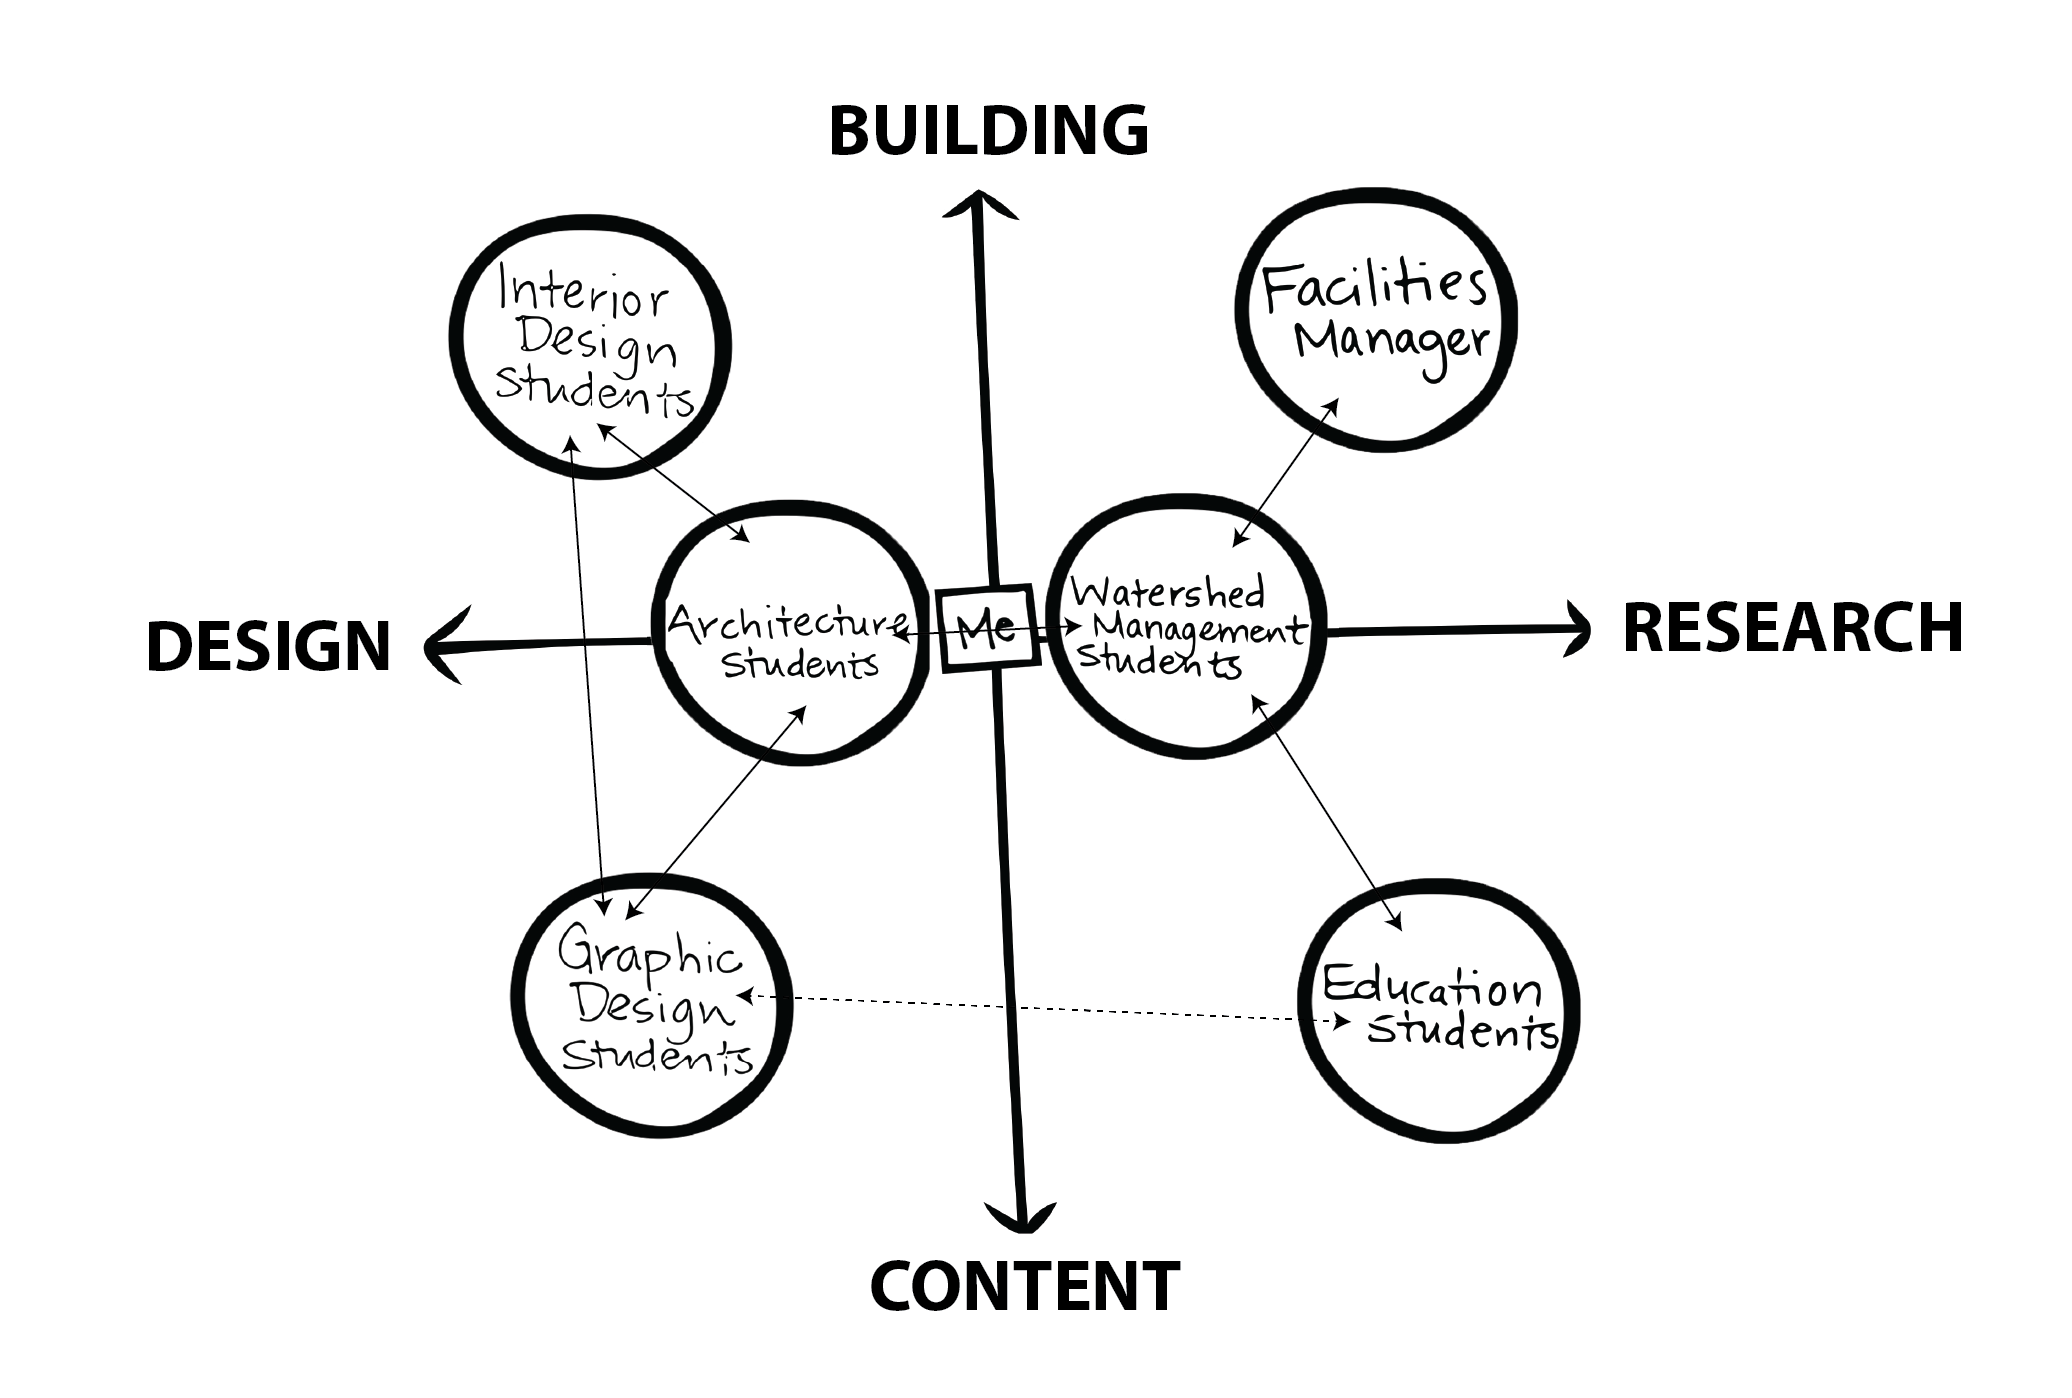 BUILDING
Interior
Design
Students
Facilities
Manager
DESIGN
Architecture
Students
Me
Watershed
Management
Students
RESEARCH
Graphic
Design
Students
Education
Students
CONTENT